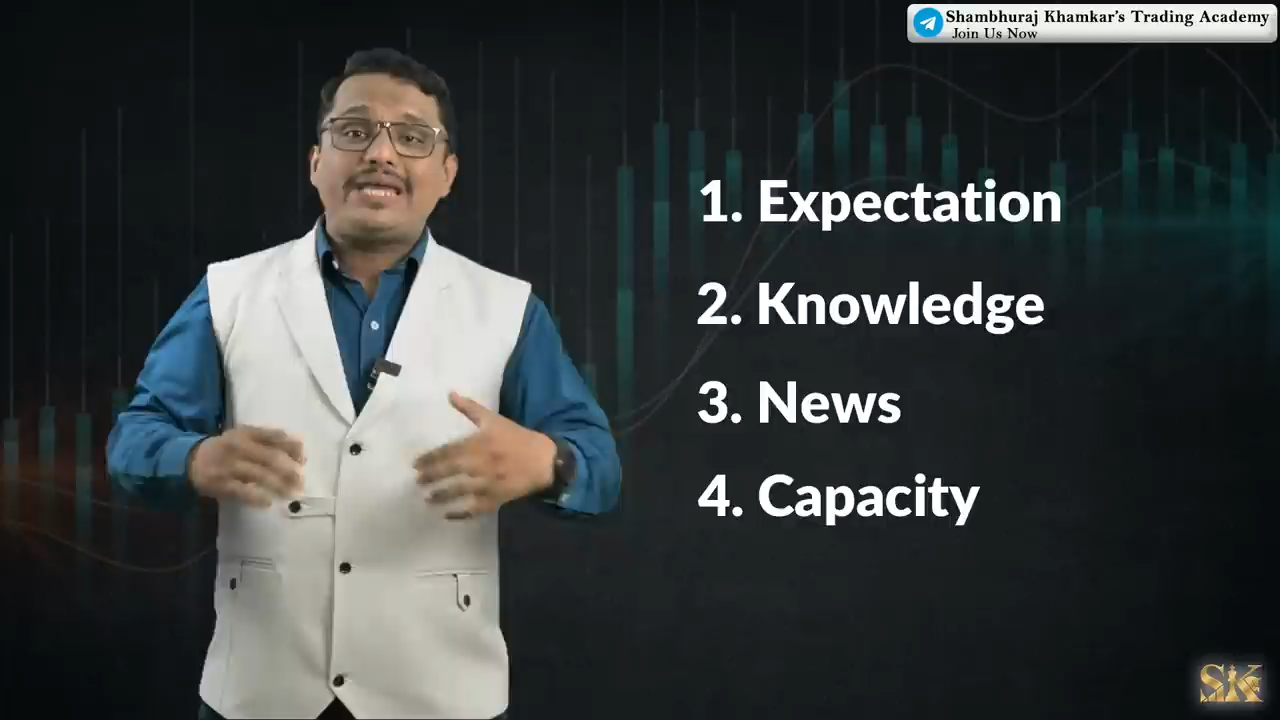 Shambhuraj Khamkar's Trading Academy
Join Us Now
1. Expectation
2. Knowledge
3. News
4. Capacity
SK